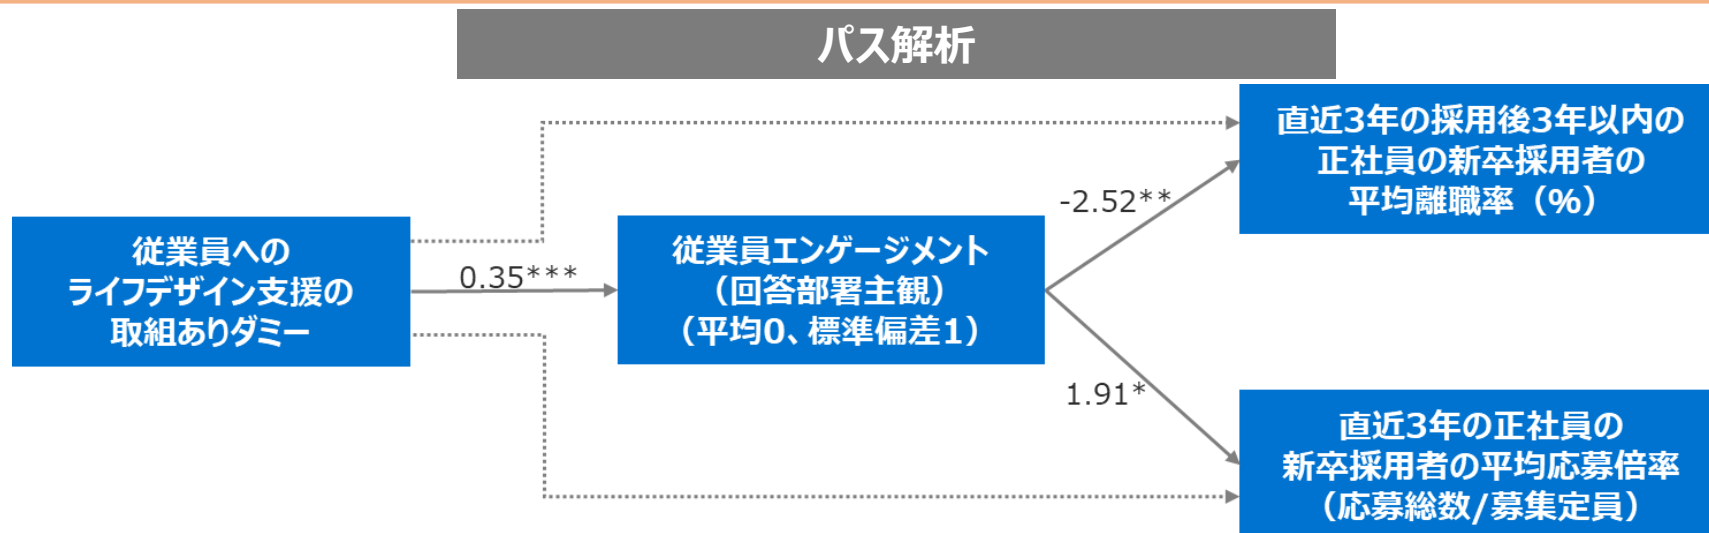 パス解析
直近3年の採用後3年以内の
正社員の新卒採用者の
平均離職率（%）
-2.52**
従業員への
ライフデザイン支援の
取組ありダミー
0.35***
従業員エンゲージメント
（回答部署主観）
（平均0、標準偏差1）
1.91*
直近3年の正社員の
新卒採用者の平均応募倍率
（応募総数/募集定員）